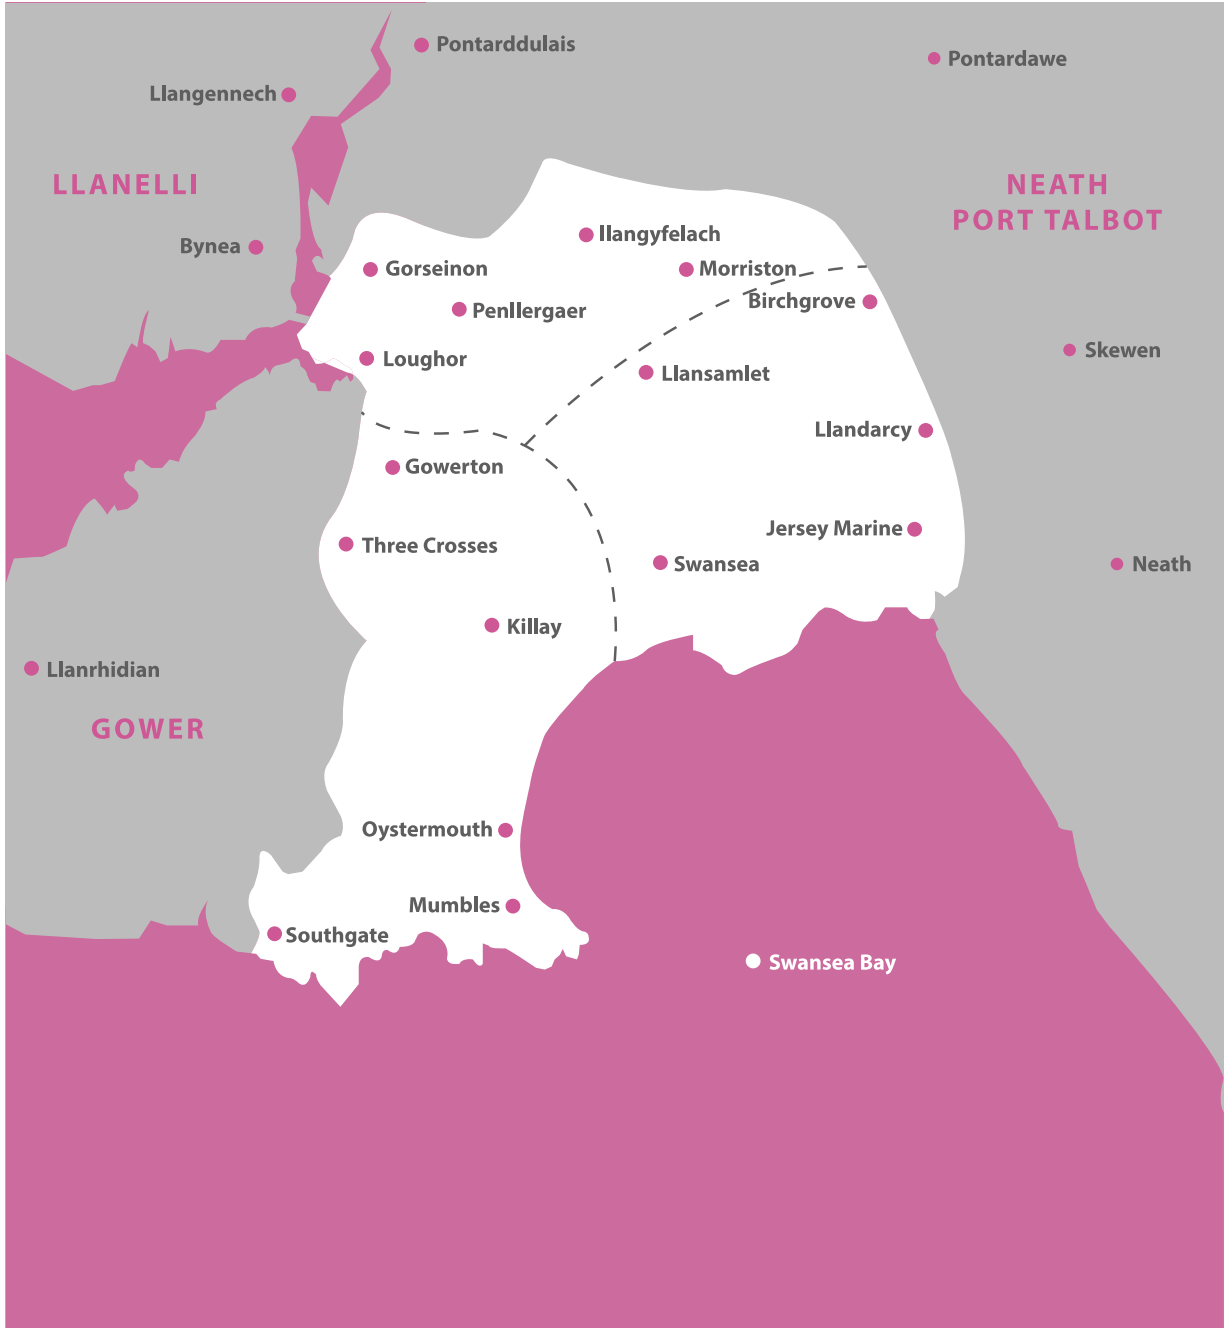 Pontarddulais
Pontardawe
Llangennech
LLANELLI
NEATH
PORT TALBOT
Bynea
llangyfelach
Gorseinon
Morriston
Penllergaer
Birchgrove
Loughor
Skewen
Llansamlet
Llandarcy
Gowerton
Jersey Marine
Three Crosses
Swansea
Neath
Killay
Llanrhidian
GOWER
Oystermouth
Mumbles
Southgate
Swansea Bay